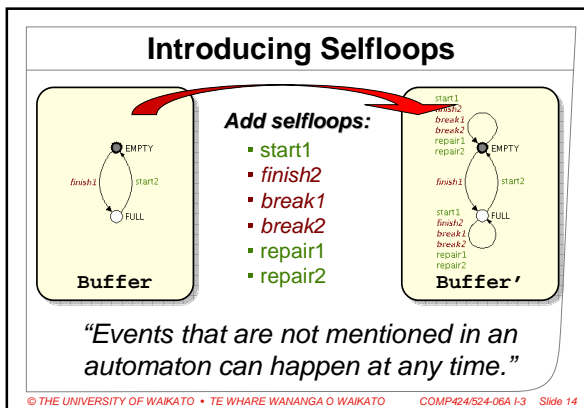 Introducing Selfloops
EMPTY
finish1
start2
FULL
Buffer
Add selfloops:
▪ start1
▪ finish2
▪ break1
▪ break2
▪ repair1
▪ repair2
start1
finish2
break1
break2
repair1
repair2
EMPTY
finish1
start2
start1
finish2
break1
break2
repair1
repair2
FULL
Buffer’
“Events that are not mentioned in an
automaton can happen at any time.”
© THE UNIVERSITY OF WAIKATO • TE WHARE WANANGA O WAIKATO COMP424/524-06A I-3 Slide 14